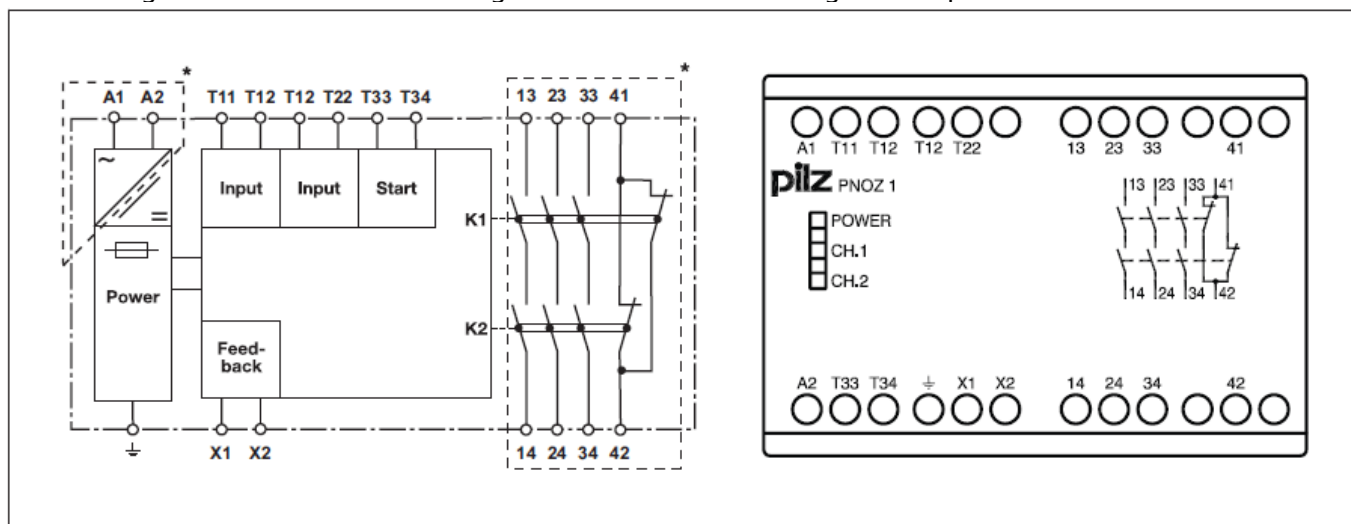 * *
A1 A2 T11 T12 T12 T22 T33 T34 13 23 33 41
~
Input Input Start
=
K1
Power
K2
Feed-
back
X1 X2 14 24 34 42
A1 T11 T12 T12 T22 13 23 33 41
pilz PNOZ 1
13 23 33 41
POWER
CH.1
CH.2
14 24 34 42
A2 T33 T34 X1 X2 14 24 34 42